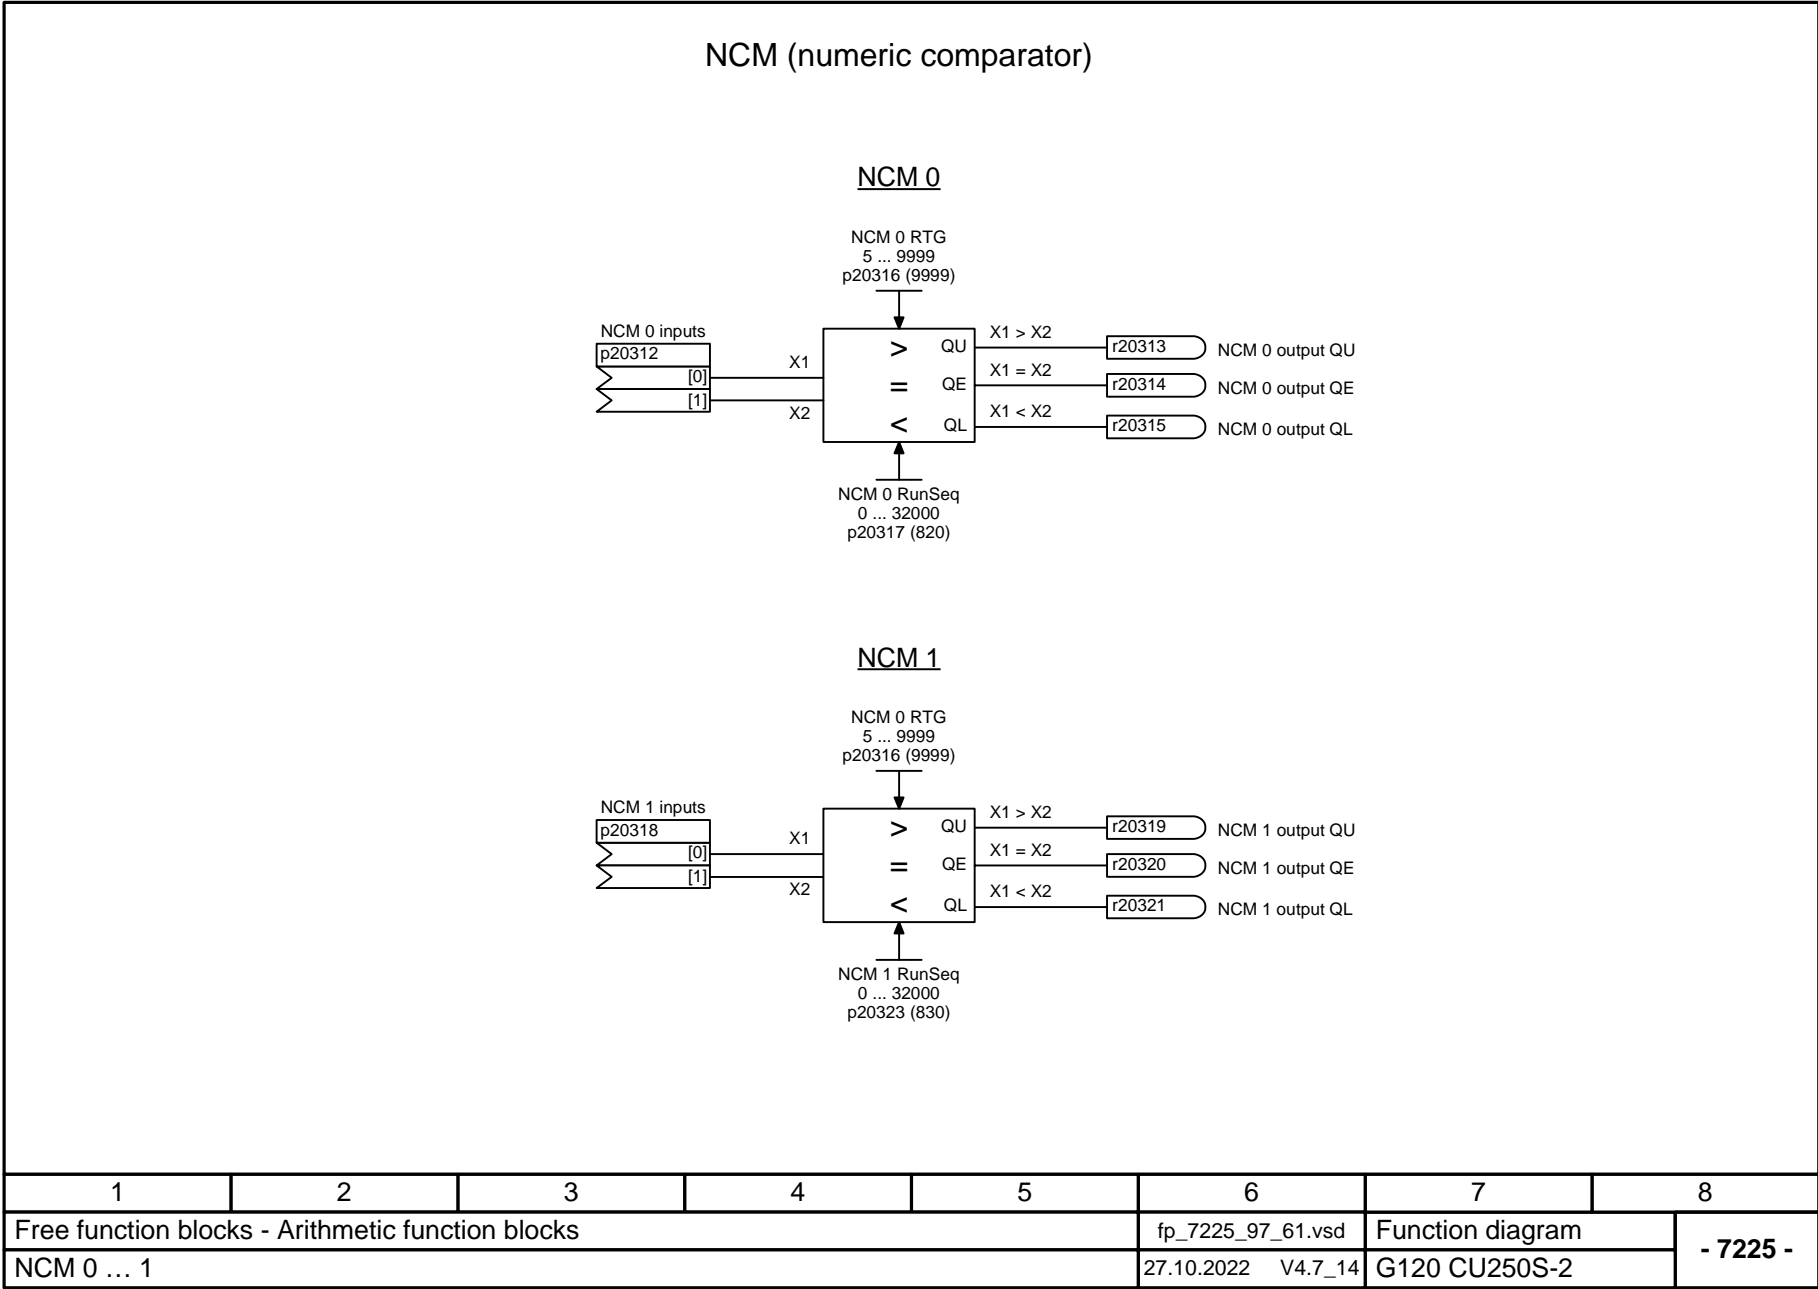 NCM (numeric comparator)
NCM 0
NCM 0 RTG
5 ... 9999
p20316 (9999)
NCM 0 inputs
p20312
[0]
[1]
X1
X2
>
=
<
QU
QE
QL
X1 > X2
X1 = X2
X1 < X2
r20313
NCM 0 output QU
r20314
NCM 0 output QE
r20315
NCM 0 output QL
NCM 0 RunSeq
0 ... 32000
p20317 (820)
NCM 1
NCM 0 RTG
5 ... 9999
p20316 (9999)
NCM 1 inputs
p20318
[0]
[1]
X1
X2
>
=
<
QU
QE
QL
X1 > X2
X1 = X2
X1 < X2
r20319
NCM 1 output QU
r20320
NCM 1 output QE
r20321
NCM 1 output QL
NCM 1 RunSeq
0 ... 32000
p20323 (830)
1 2 3 4 5 6 7 8
Free function blocks - Arithmetic function blocks
fp_7225_97_61.vsd
Function diagram
- 7225 -
NCM 0 … 1
27.10.2022 V4.7_14
G120 CU250S-2